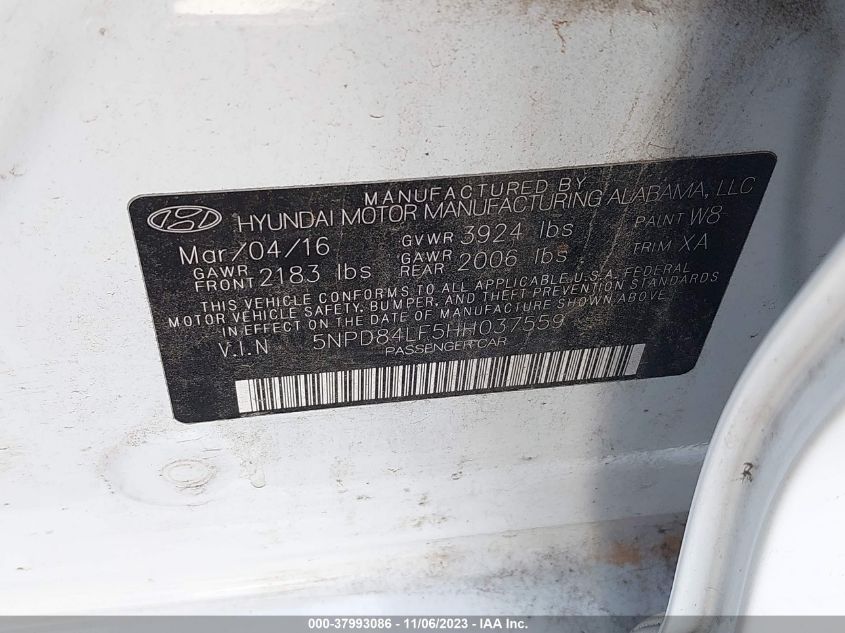 MANUFACTURED BY
HYUNDAI MOTOR MANUFACTURING ALABAMA, LLC
Mar/04/16 GVWR 3924 lbs PAINT W8
GAWR FRONT 2183 lbs GAWR REAR 2006 lbs TRIM XA
THIS VEHICLE CONFORMS TO ALL APPLICABLE U.S.A. FEDERAL
MOTOR VEHICLE SAFETY, BUMPER, AND THEFT PREVENTION STANDARDS
IN EFFECT ON THE DATE OF MANUFACTURE SHOWN ABOVE.
V.I.N 5NPD84LF5HH037559
PASSENGER CAR
000-37993086 - 11/06/2023 - IAA Inc.